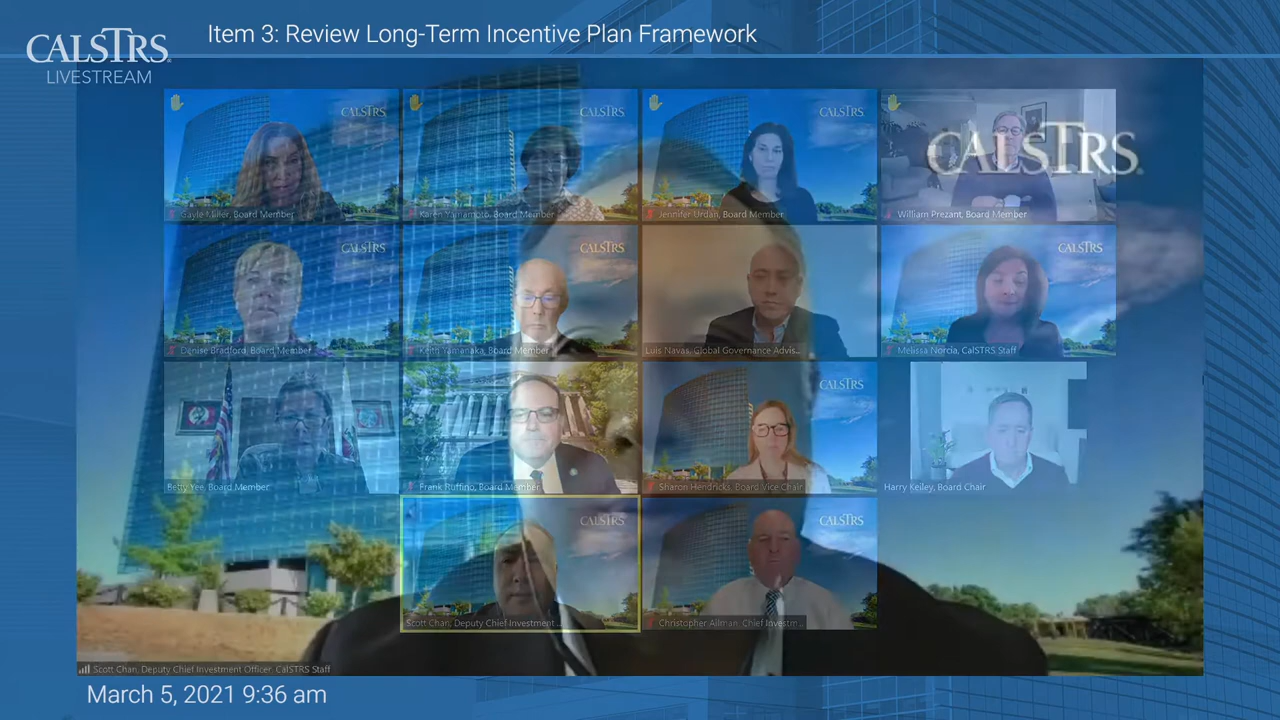 Item 3: Review Long-Term Incentive Plan Framework
CALSTRS®
LIVESTREAM
CALSTRS
CALSTRS
CALSTRS
CALSTRS®
Gayle Miller, Board Member
Karen Yamamoto, Board Member
Jennifer Urdan, Board Member
William Prezant, Board Member
CALSTRS
CALSTRS
CALSTRS
Denise Bradford, Board Member
Keith Yamanaka, Board Member
Luis Navas, Global Governance Advis...
Melissa Norcia, CalSTRS Staff
CALSTRS
Betty Yee, Board Member
Frank Ruffino, Board Member
Sharon Hendricks, Board Vice Chair
Harry Keiley, Board Chair
CALSTRS
CALSTRS
Scott Chan, Deputy Chief Investment...
Christopher Ailman, Chief Investm...
Scott Chan, Deputy Chief Investment Officer, CalSTRS Staff
March 5, 2021 9:36 am